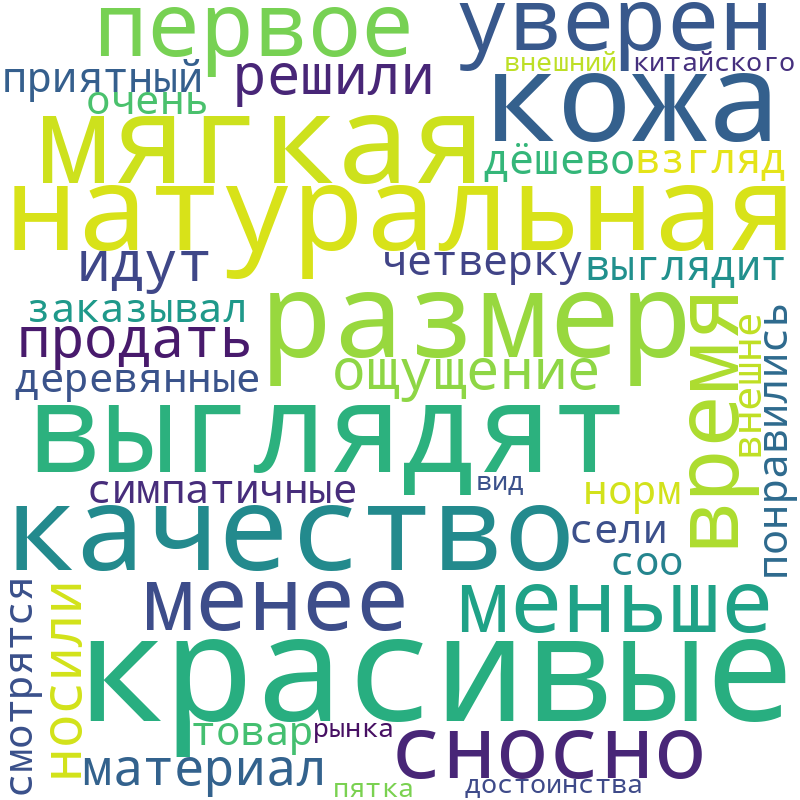 первое
уверен
приятный
решили
внешний
китайского
очень
кожа
мягкая
дёшево
взгляд
натуральная
идут
четверку
выглядит
заказывал
размер
время
внешне
понравились
продать
деревянные
ощущение
выглядят
симпатичные
вид
норм
качество
сели
соо
смотрятся
носили
менее
меньше
красивые
товар
рынка
сносно
материал
пятка
достоинства